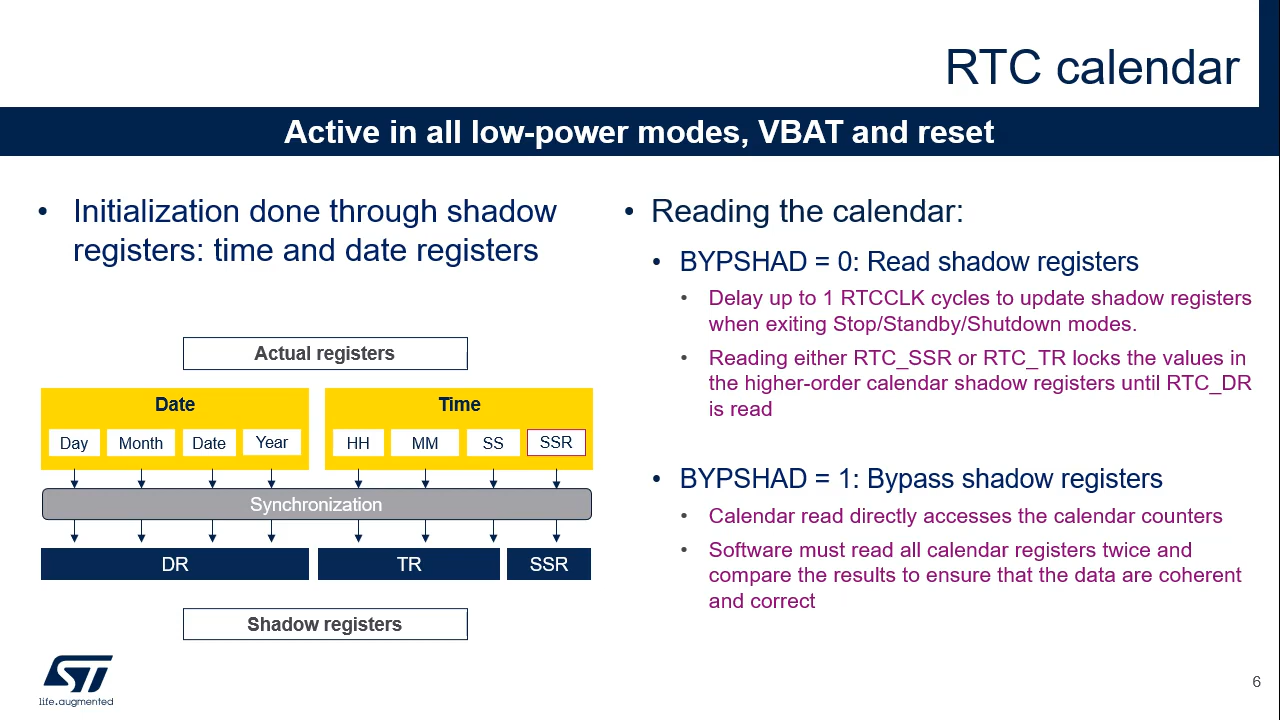 RTC calendar
Active in all low-power modes, VBAT and reset
• Initialization done through shadow
registers: time and date registers
Actual registers
Date
Time
Day Month Date Year HH MM SS SSR
Synchronization
DR TR SSR
Shadow registers
• Reading the calendar:
• BYPSHAD = 0: Read shadow registers
• Delay up to 1 RTCCLK cycles to update shadow registers
when exiting Stop/Standby/Shutdown modes.
• Reading either RTC_SSR or RTC_TR locks the values in
the higher-order calendar shadow registers until RTC_DR
is read
• BYPSHAD = 1: Bypass shadow registers
• Calendar read directly accesses the calendar counters
• Software must read all calendar registers twice and
compare the results to ensure that the data are coherent
and correct
ST
life.augmented
6